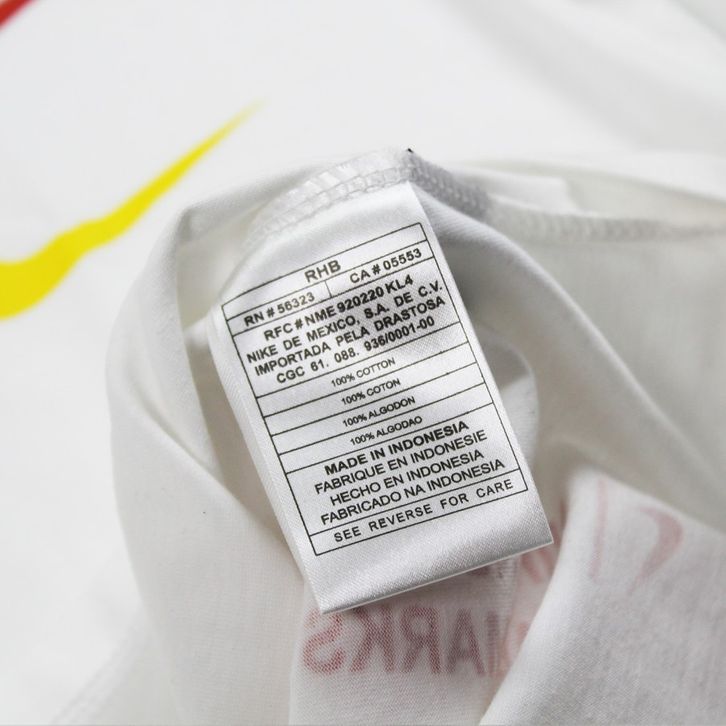 RHB
RN # 56323 CA # 05553
RFC # NME 920220 KL4
NIKE DE MEXICO, S.A. DE C.V.
IMPORTADA PELA DRASTOSA
CGC 61. 088. 936/0001-00
100% COTTON
100% COTON
100% ALGODON
100% ALGODAO
MADE IN INDONESIA
FABRIQUE EN INDONESIE
HECHO EN INDONESIA
FABRICADO NA INDONESIA
SEE REVERSE FOR CARE